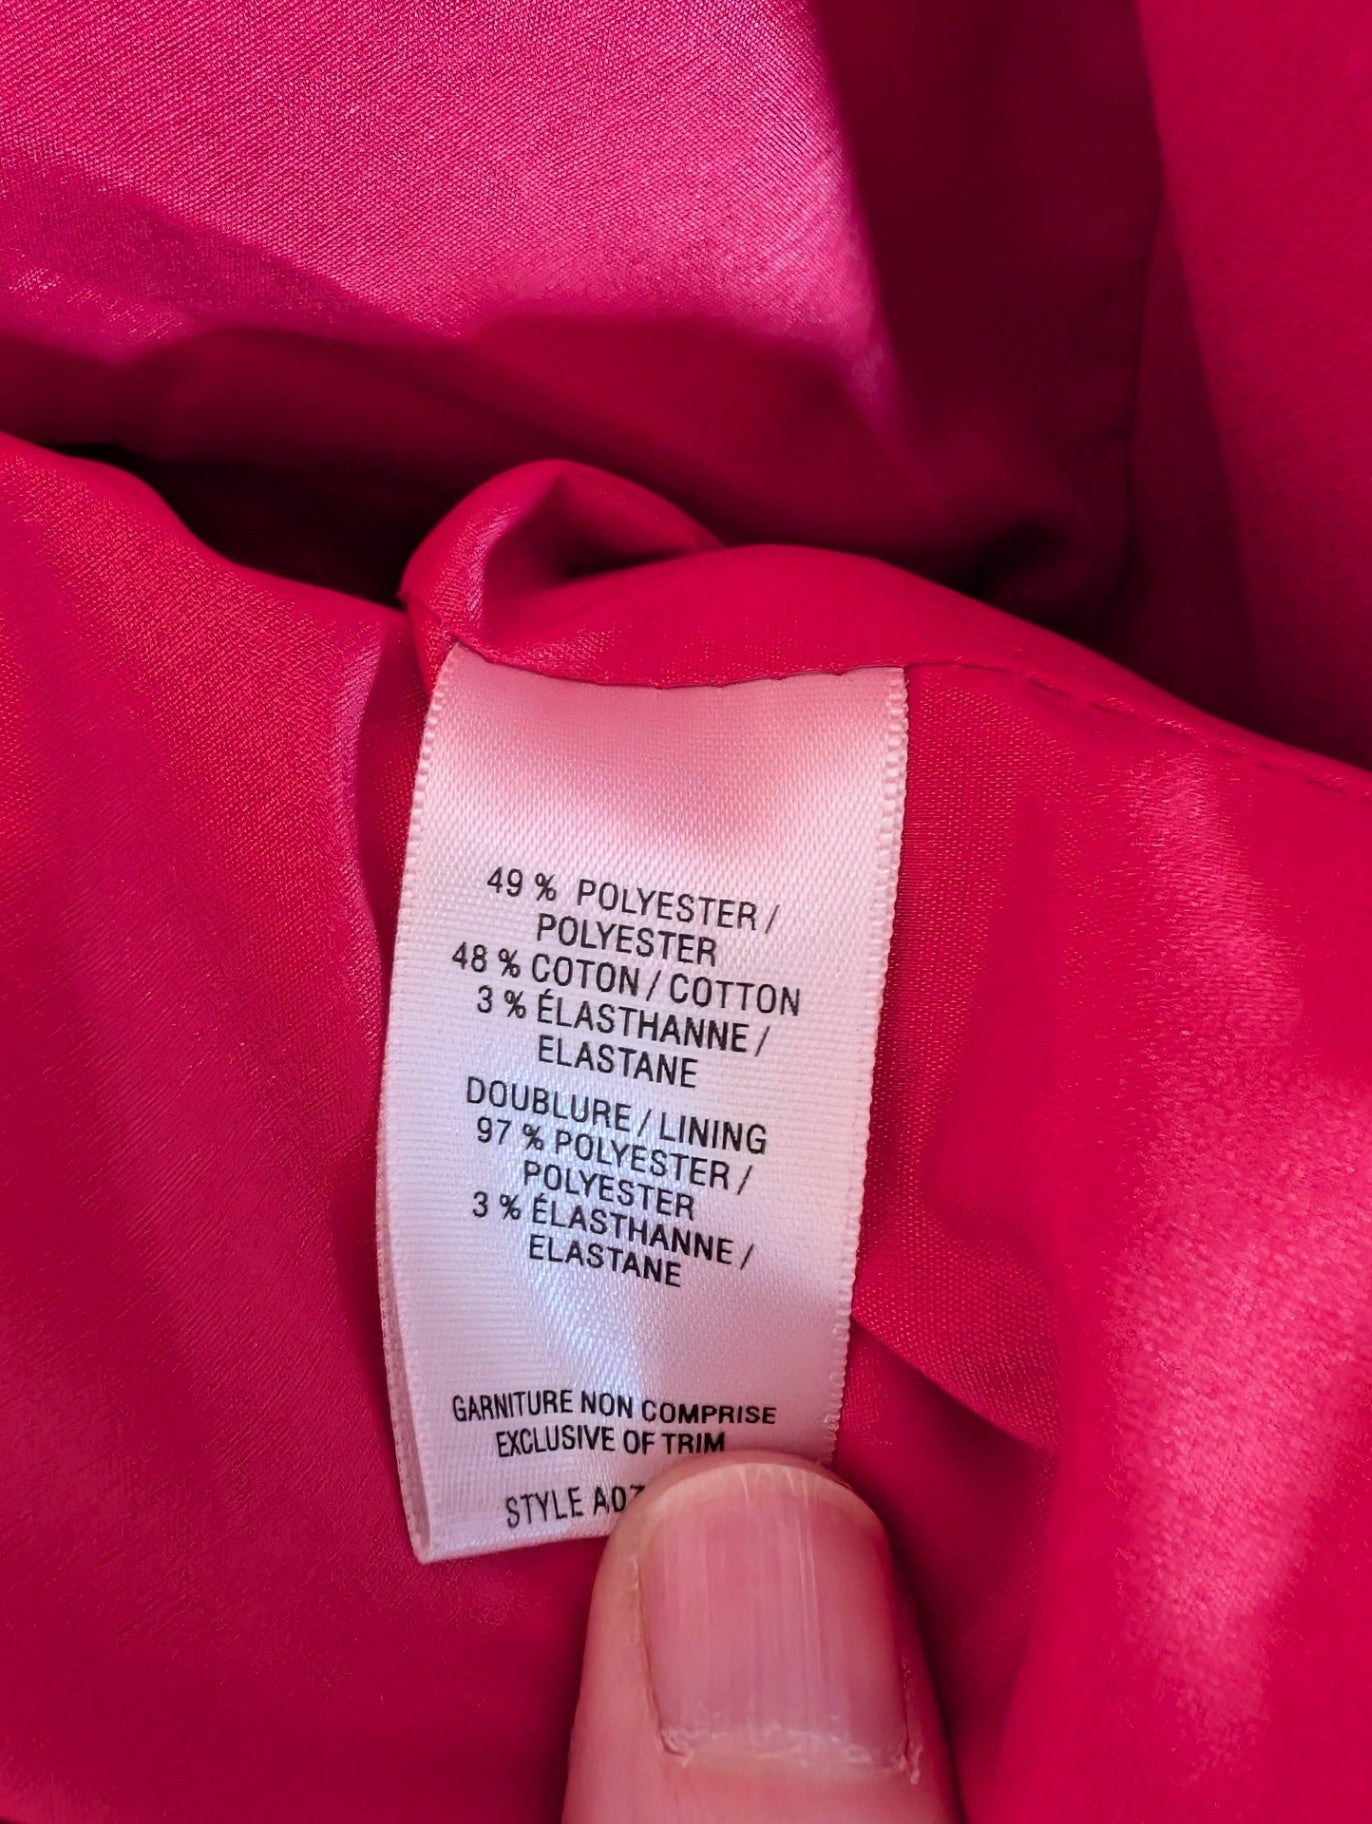 49 % POLYESTER /
POLYESTER
48 % COTON / COTTON
3 % ÉLASTHANNE /
ELASTANE
DOUBLURE / LINING
97 % POLYESTER /
POLYESTER
3 % ÉLASTHANNE /
ELASTANE
GARNITURE NON COMPRISE
EXCLUSIVE OF TRIM
STYLE